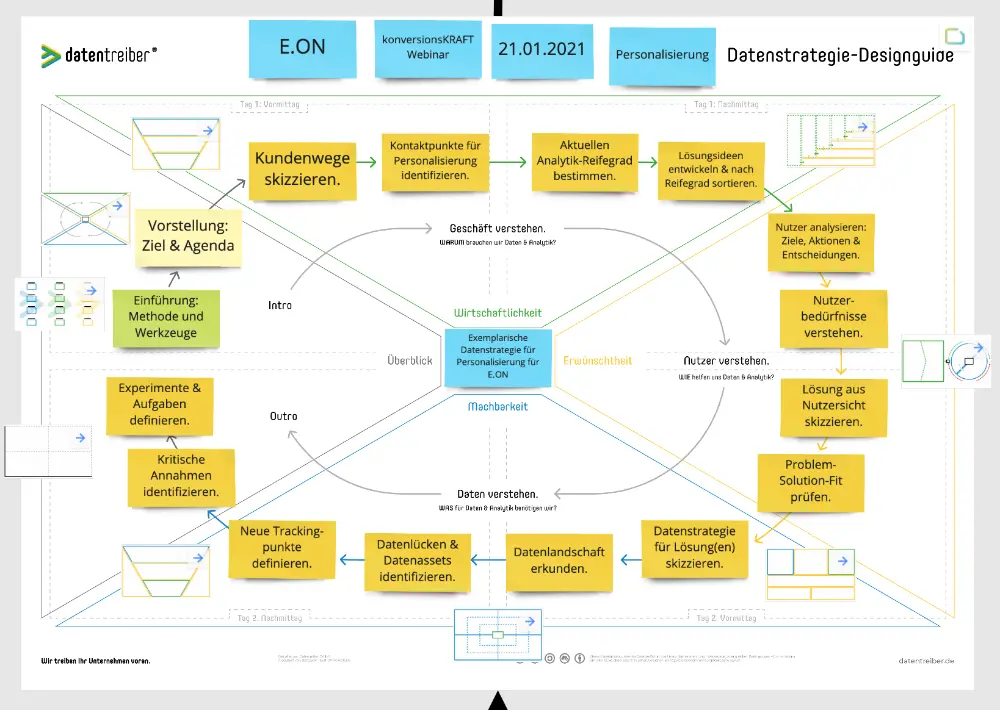 datentreiber®
E.ON
konversionsKRAFT
Webinar
21.01.2021
Personalisierung
Datenstrategie-Designguide
Tag 1: Vormittag
Tag 1: Nachmittag
Kundenwege
skizzieren.
Kontaktpunkte für
Personalisierung
identifizieren.
Aktuellen
Analytik-Reifegrad
bestimmen.
Lösungsideen
entwickeln & nach
Reifegrad sortieren.
Vorstellung:
Ziel & Agenda
Geschäft verstehen.
WARUM brauchen wir Daten & Analytik?
Nutzer analysieren:
Ziele, Aktionen &
Entscheidungen.
Einführung:
Methode und
Werkzeuge
Intro
Wirtschaftlichkeit
Nutzer-
bedürfnisse
verstehen.
Überblick
Exemplarische
Datenstrategie für
Personalisierung für
E.ON
Erwünschtheit
Nutzer verstehen.
WIE helfen uns Daten & Analytik?
Machbarkeit
Experimente &
Aufgaben
definieren.
Outro
Lösung aus
Nutzersicht
skizzieren.
Kritische
Annahmen
identifizieren.
Problem-
Solution-Fit
prüfen.
Daten verstehen.
WAS für Daten & Analytik benötigen wir?
Neue Tracking-
punkte
definieren.
Datenlücken &
Datenassets
identifizieren.
Datenlandschaft
erkunden.
Datenstrategie
für Lösung(en)
skizzieren.
Tag 2: Nachmittag
Tag 2: Vormittag
Wir treiben Ihr Unternehmen voran.
datentreiber.de